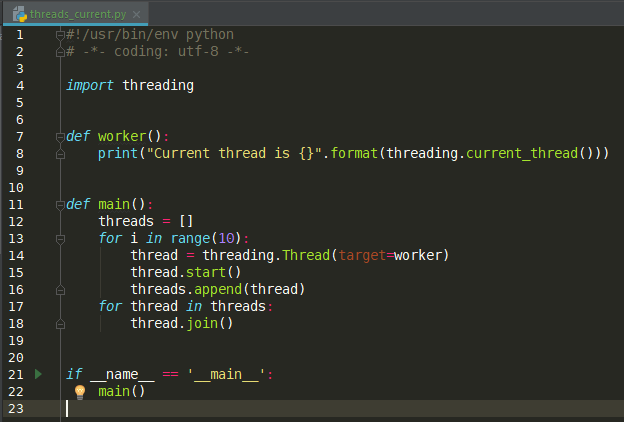 threads_current.py
1 #!/usr/bin/env python
2 # -*- coding: utf-8 -*-
3
4 import threading
5
6
7 def worker():
8     print("Current thread is {}".format(threading.current_thread()))
9
10
11 def main():
12     threads = []
13     for i in range(10):
14         thread = threading.Thread(target=worker)
15         thread.start()
16         threads.append(thread)
17     for thread in threads:
18         thread.join()
19
20
21 if __name__ == '__main__':
22     main()
23